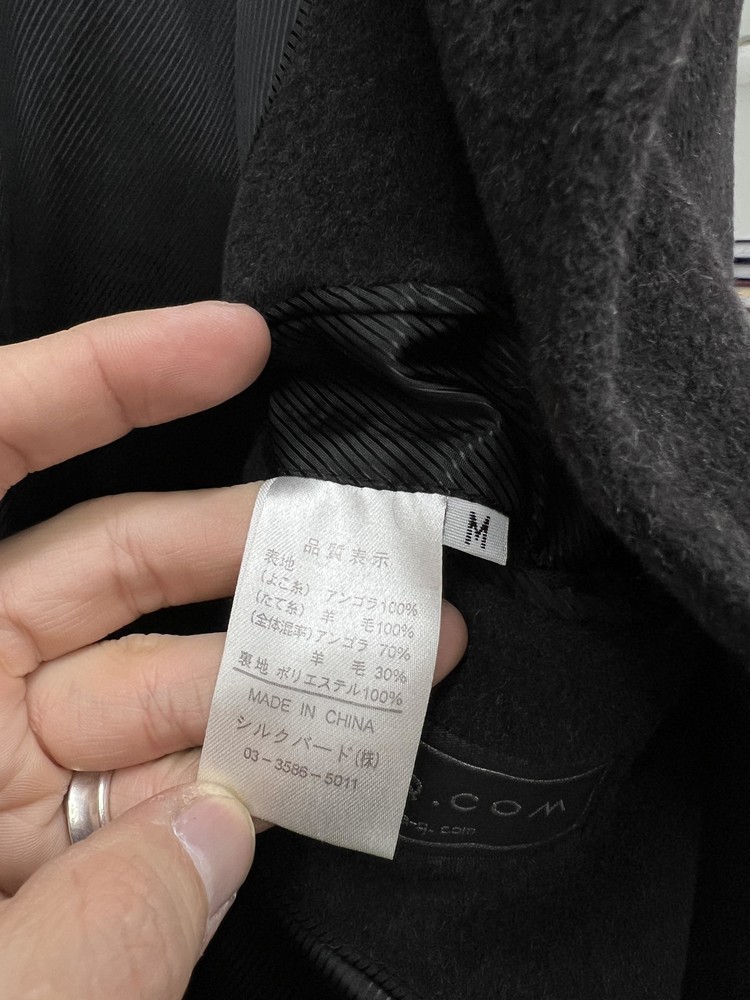 品質表示
表地
(よこ糸) アンゴラ100%
(たて糸) 羊 毛100%
(全体混率)アンゴラ 70%
羊 毛 30%
裏地 ポリエステル100%
MADE IN CHINA
シルクバード(株)
03-3586-5011
M
.COM